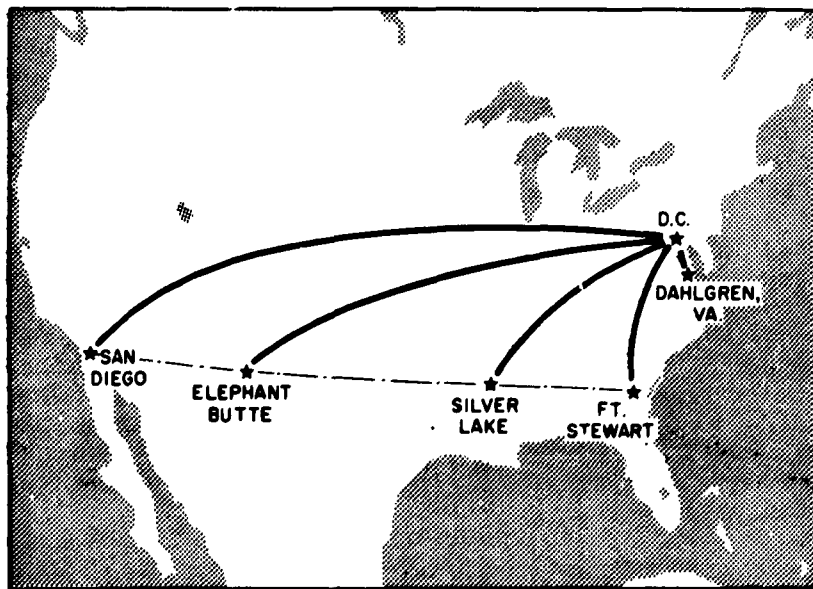 D.C.
DAHLGREN,
VA.
SAN
DIEGO
ELEPHANT
BUTTE
SILVER
LAKE
FT.
STEWART